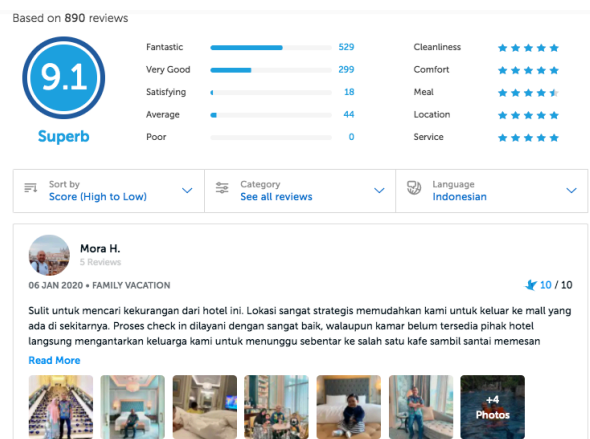 Based on 890 reviews
9.1
Superb
Fantastic 529
Very Good 299
Satisfying 18
Average 44
Poor 0
Cleanliness
Comfort
Meal
Location
Service
Sort by
Score (High to Low)
Category
See all reviews
Language
Indonesian
Mora H.
5 Reviews
06 JAN 2020 • FAMILY VACATION
10 / 10
Sulit untuk mencari kekurangan dari hotel ini. Lokasi sangat strategis memudahkan kami untuk keluar ke mall yang
ada di sekitarnya. Proses check in dilayani dengan sangat baik, walaupun kamar belum tersedia pihak hotel
langsung mengantarkan keluarga kami untuk menunggu sebentar ke salah satu kafe sambil santai memesan
Read More
+4
Photos